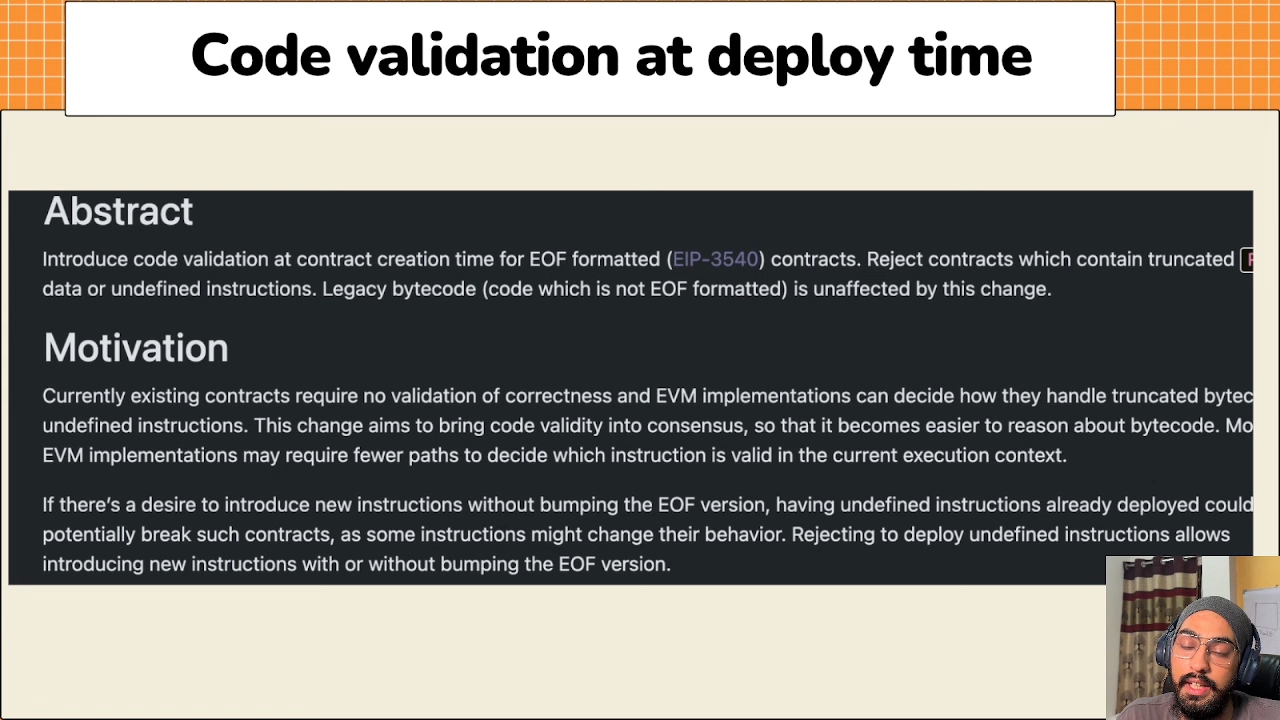 Code validation at deploy time
Abstract
Introduce code validation at contract creation time for EOF formatted (EIP-3540) contracts. Reject contracts which contain truncated
data or undefined instructions. Legacy bytecode (code which is not EOF formatted) is unaffected by this change.
Motivation
Currently existing contracts require no validation of correctness and EVM implementations can decide how they handle truncated bytec
undefined instructions. This change aims to bring code validity into consensus, so that it becomes easier to reason about bytecode. Mo
EVM implementations may require fewer paths to decide which instruction is valid in the current execution context.
If there's a desire to introduce new instructions without bumping the EOF version, having undefined instructions already deployed could
potentially break such contracts, as some instructions might change their behavior. Rejecting to deploy undefined instructions allows
introducing new instructions with or without bumping the EOF version.